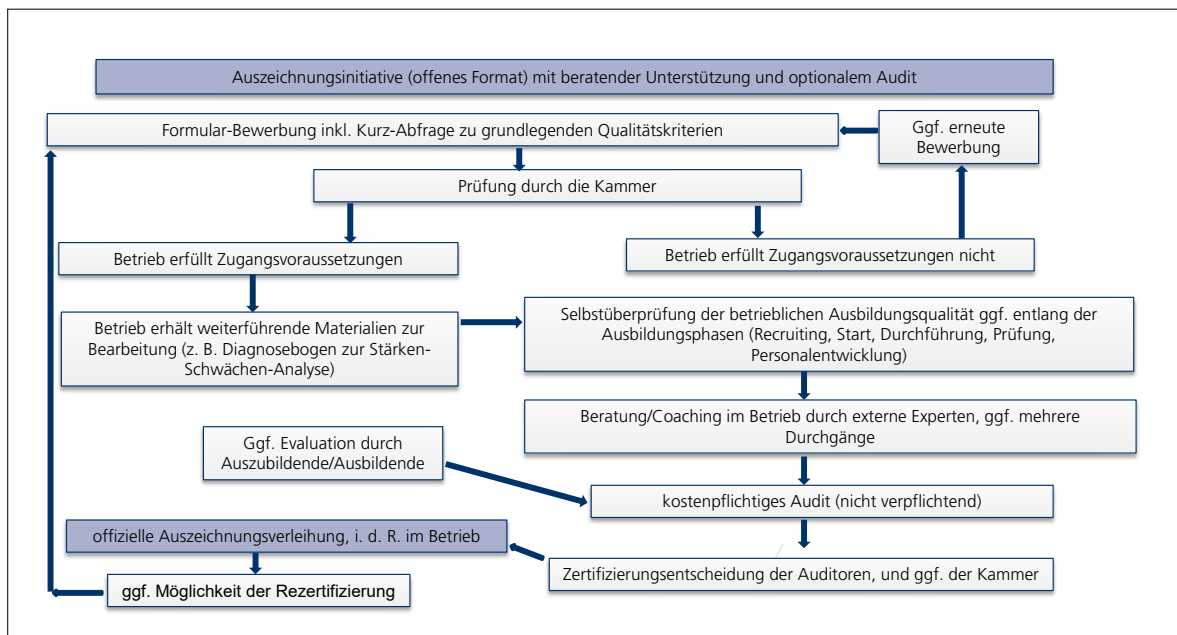 Auszeichnungsinitiative (offenes Format) mit beratender Unterstützung und optionalem Audit
Formular-Bewerbung inkl. Kurz-Abfrage zu grundlegenden Qualitätskriterien
Ggf. erneute
Bewerbung
Prüfung durch die Kammer
Betrieb erfüllt Zugangsvoraussetzungen
Betrieb erfüllt Zugangsvoraussetzungen nicht
Betrieb erhält weiterführende Materialien zur
Bearbeitung (z. B. Diagnosebogen zur Stärken-
Schwächen-Analyse)
Selbstüberprüfung der betrieblichen Ausbildungsqualität ggf. entlang der
Ausbildungsphasen (Recruiting, Start, Durchführung, Prüfung,
Personalentwicklung)
Beratung/Coaching im Betrieb durch externe Experten, ggf. mehrere
Durchgänge
Ggf. Evaluation durch
Auszubildende/Ausbildende
kostenpflichtiges Audit (nicht verpflichtend)
offizielle Auszeichnungsverleihung, i. d. R. im Betrieb
Zertifizierungsentscheidung der Auditoren, und ggf. der Kammer
ggf. Möglichkeit der Rezertifizierung